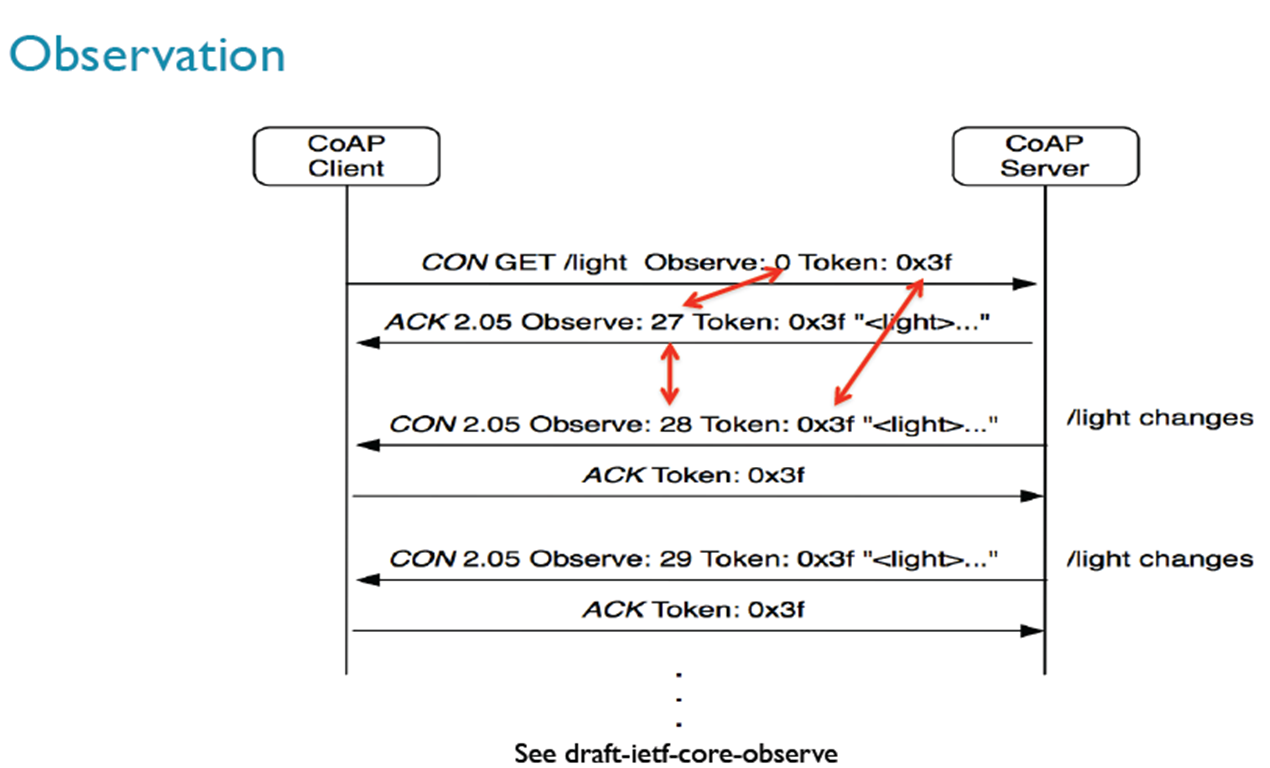 Observation
CoAP
Client
CoAP
Server
CON GET /light Observe: 0 Token: 0x3f
ACK 2.05 Observe: 27 Token: 0x3f "<light>..."
CON 2.05 Observe: 28 Token: 0x3f "<light>..."
/light changes
ACK Token: 0x3f
CON 2.05 Observe: 29 Token: 0x3f "<light>..."
/light changes
ACK Token: 0x3f
.
.
.
See draft-ietf-core-observe